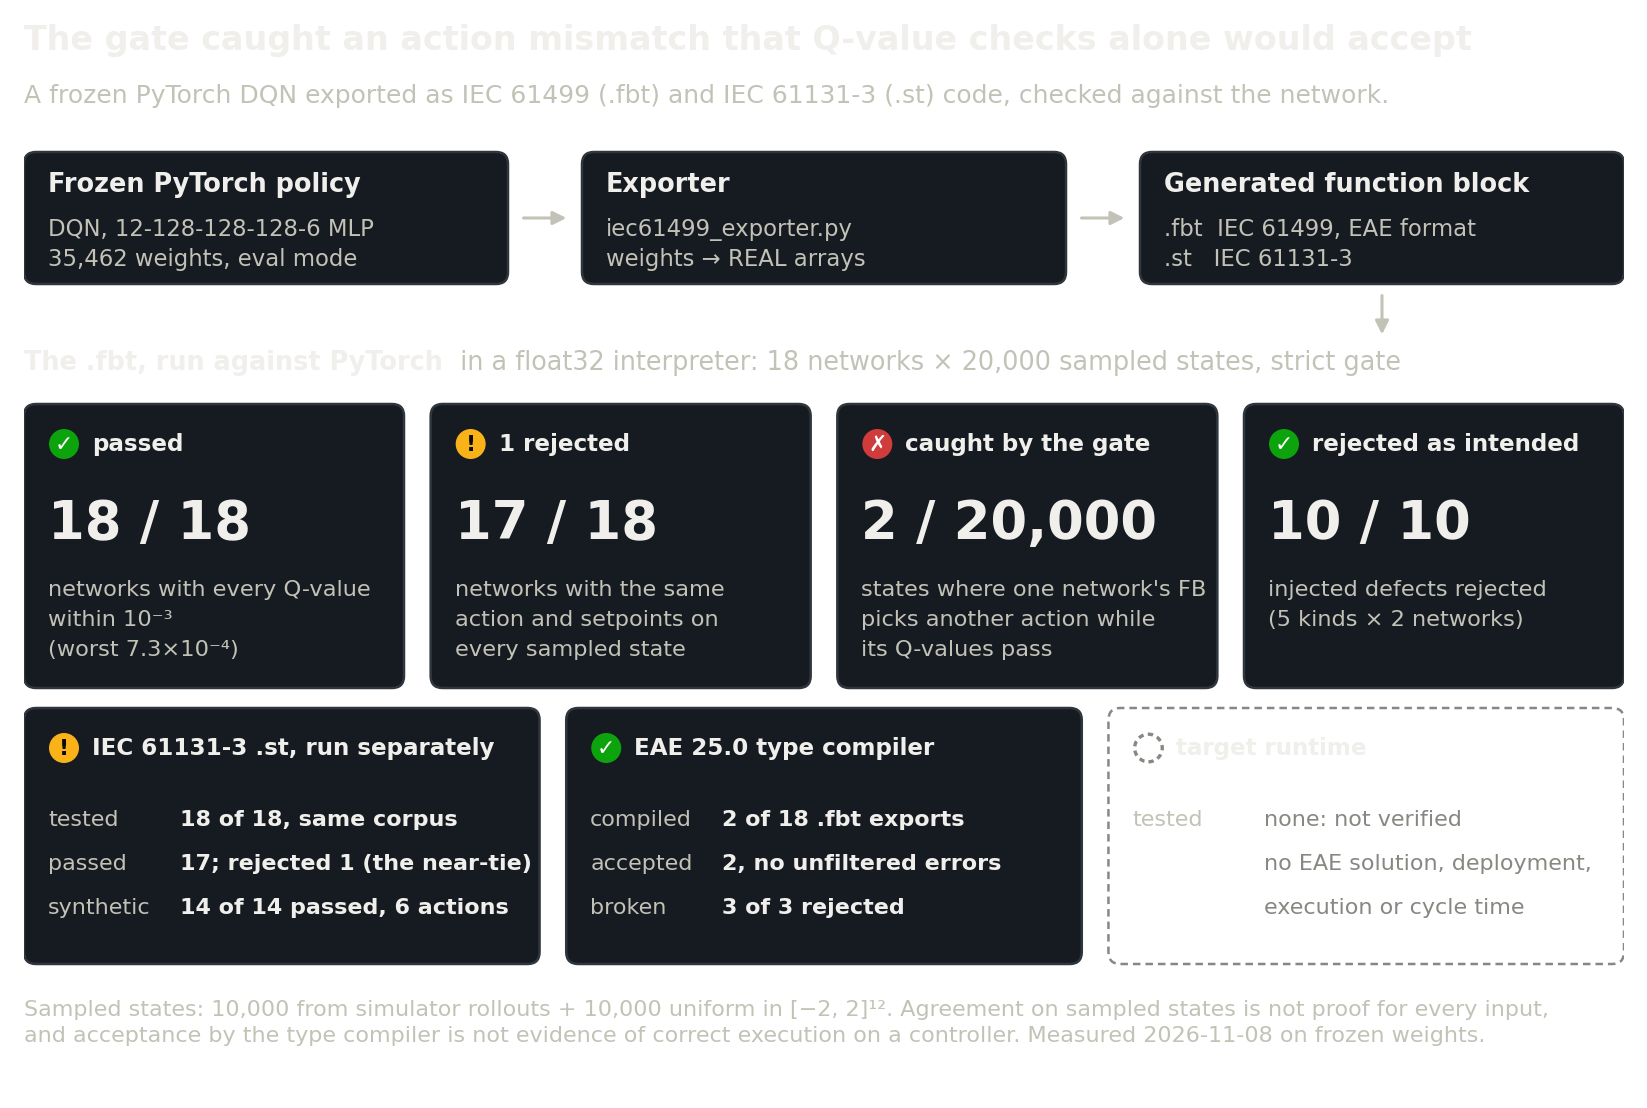 The gate caught an action mismatch that Q-value checks alone would accept
A frozen PyTorch DQN exported as IEC 61499 (.fbt) and IEC 61131-3 (.st) code, checked against the network.
Frozen PyTorch policy
DQN, 12-128-128-128-6 MLP
35,462 weights, eval mode
Exporter
iec61499_exporter.py
weights → REAL arrays
Generated function block
.fbt IEC 61499, EAE format
.st IEC 61131-3
The .fbt, run against PyTorch in a float32 interpreter: 18 networks × 20,000 sampled states, strict gate
✓ passed
18 / 18
networks with every Q-value
within 10⁻³
(worst 7.3×10⁻⁴)
! 1 rejected
17 / 18
networks with the same
action and setpoints on
every sampled state
✗ caught by the gate
2 / 20,000
states where one network's FB
picks another action while
its Q-values pass
✓ rejected as intended
10 / 10
injected defects rejected
(5 kinds × 2 networks)
! IEC 61131-3 .st, run separately
tested 18 of 18, same corpus
passed 17; rejected 1 (the near-tie)
synthetic 14 of 14 passed, 6 actions
✓ EAE 25.0 type compiler
compiled 2 of 18 .fbt exports
accepted 2, no unfiltered errors
broken 3 of 3 rejected
target runtime
tested none: not verified
no EAE solution, deployment,
execution or cycle time
Sampled states: 10,000 from simulator rollouts + 10,000 uniform in [−2, 2]¹². Agreement on sampled states is not proof for every input,
and acceptance by the type compiler is not evidence of correct execution on a controller. Measured 2026-11-08 on frozen weights.